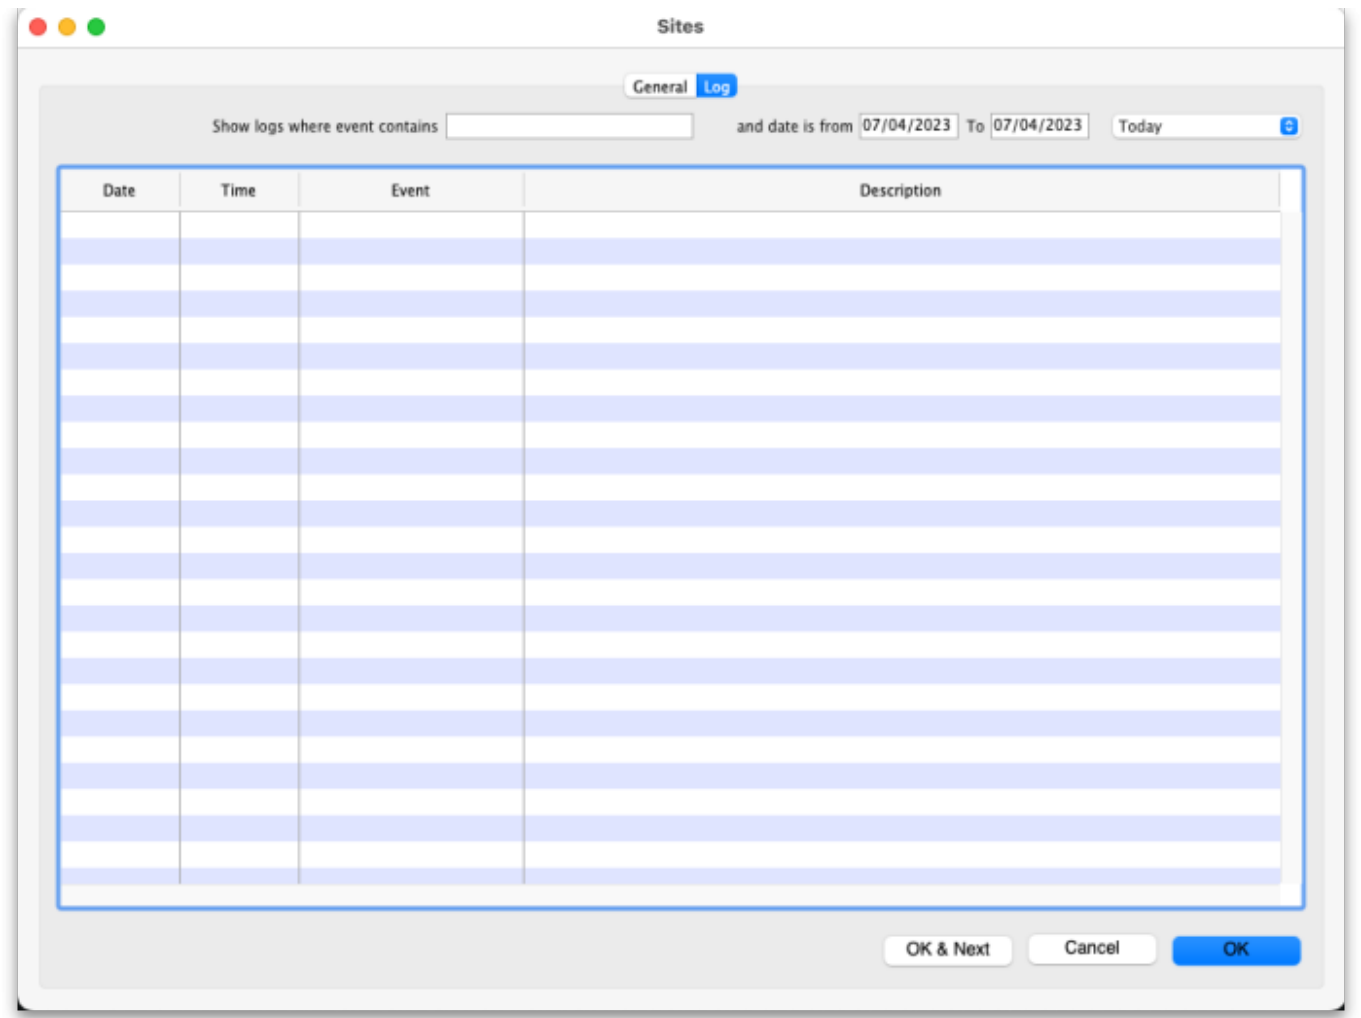 Sites
General Log
Show logs where event contains and date is from 07/04/2023 To 07/04/2023 Today
Date Time Event Description
OK & Next Cancel OK